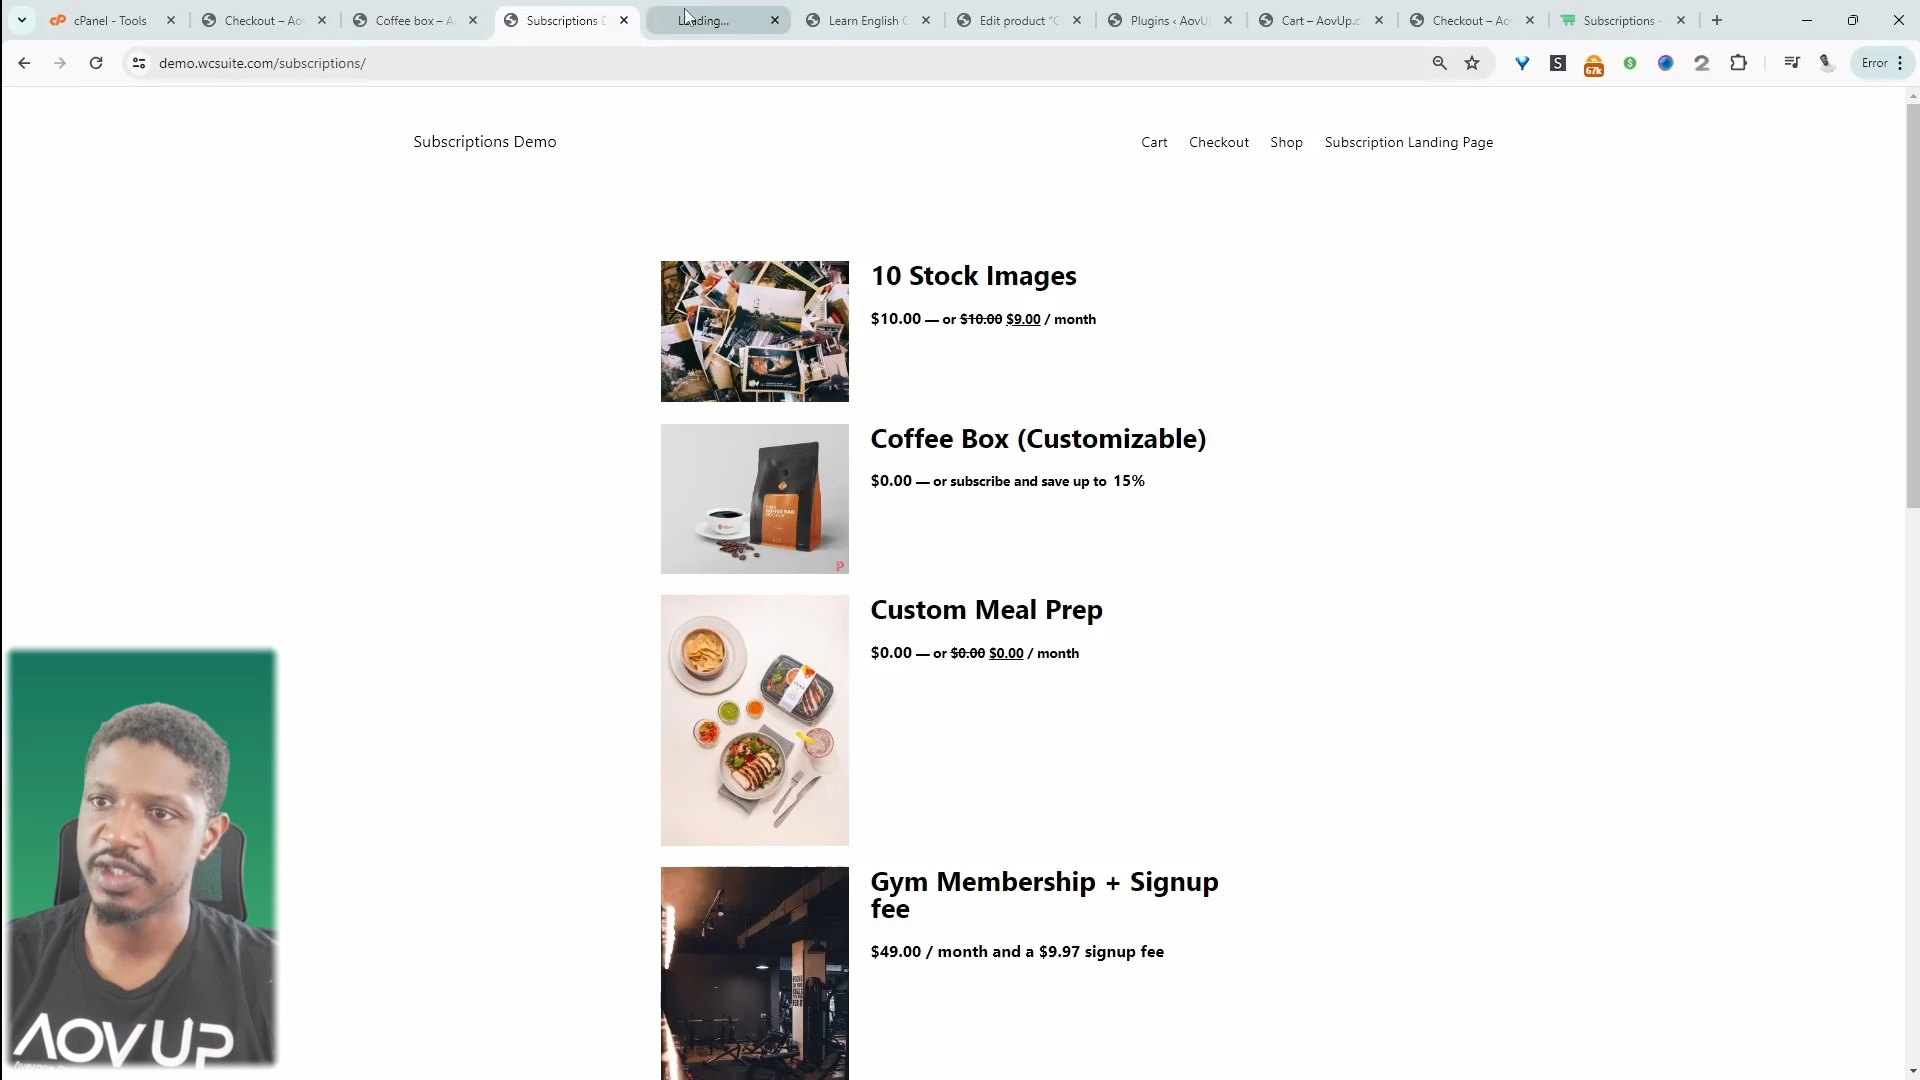 cPanel - Tools
Checkout – Aov
Coffee box – A
Subscriptions D
Loading...
Learn English
Edit product "
Plugins ‹ AovU
Cart – AovUp.c
Checkout – Aov
Subscriptions -
demo.wcsuite.com/subscriptions/
S
67k
S
Error
Subscriptions Demo
Cart
Checkout
Shop
Subscription Landing Page
10 Stock Images
$10.00 — or $10.00 $9.00 / month
Coffee Box (Customizable)
$0.00 — or subscribe and save up to 15%
Custom Meal Prep
$0.00 — or $0.00 $0.00 / month
Gym Membership + Signup
fee
$49.00 / month and a $9.97 signup fee
AOVUP